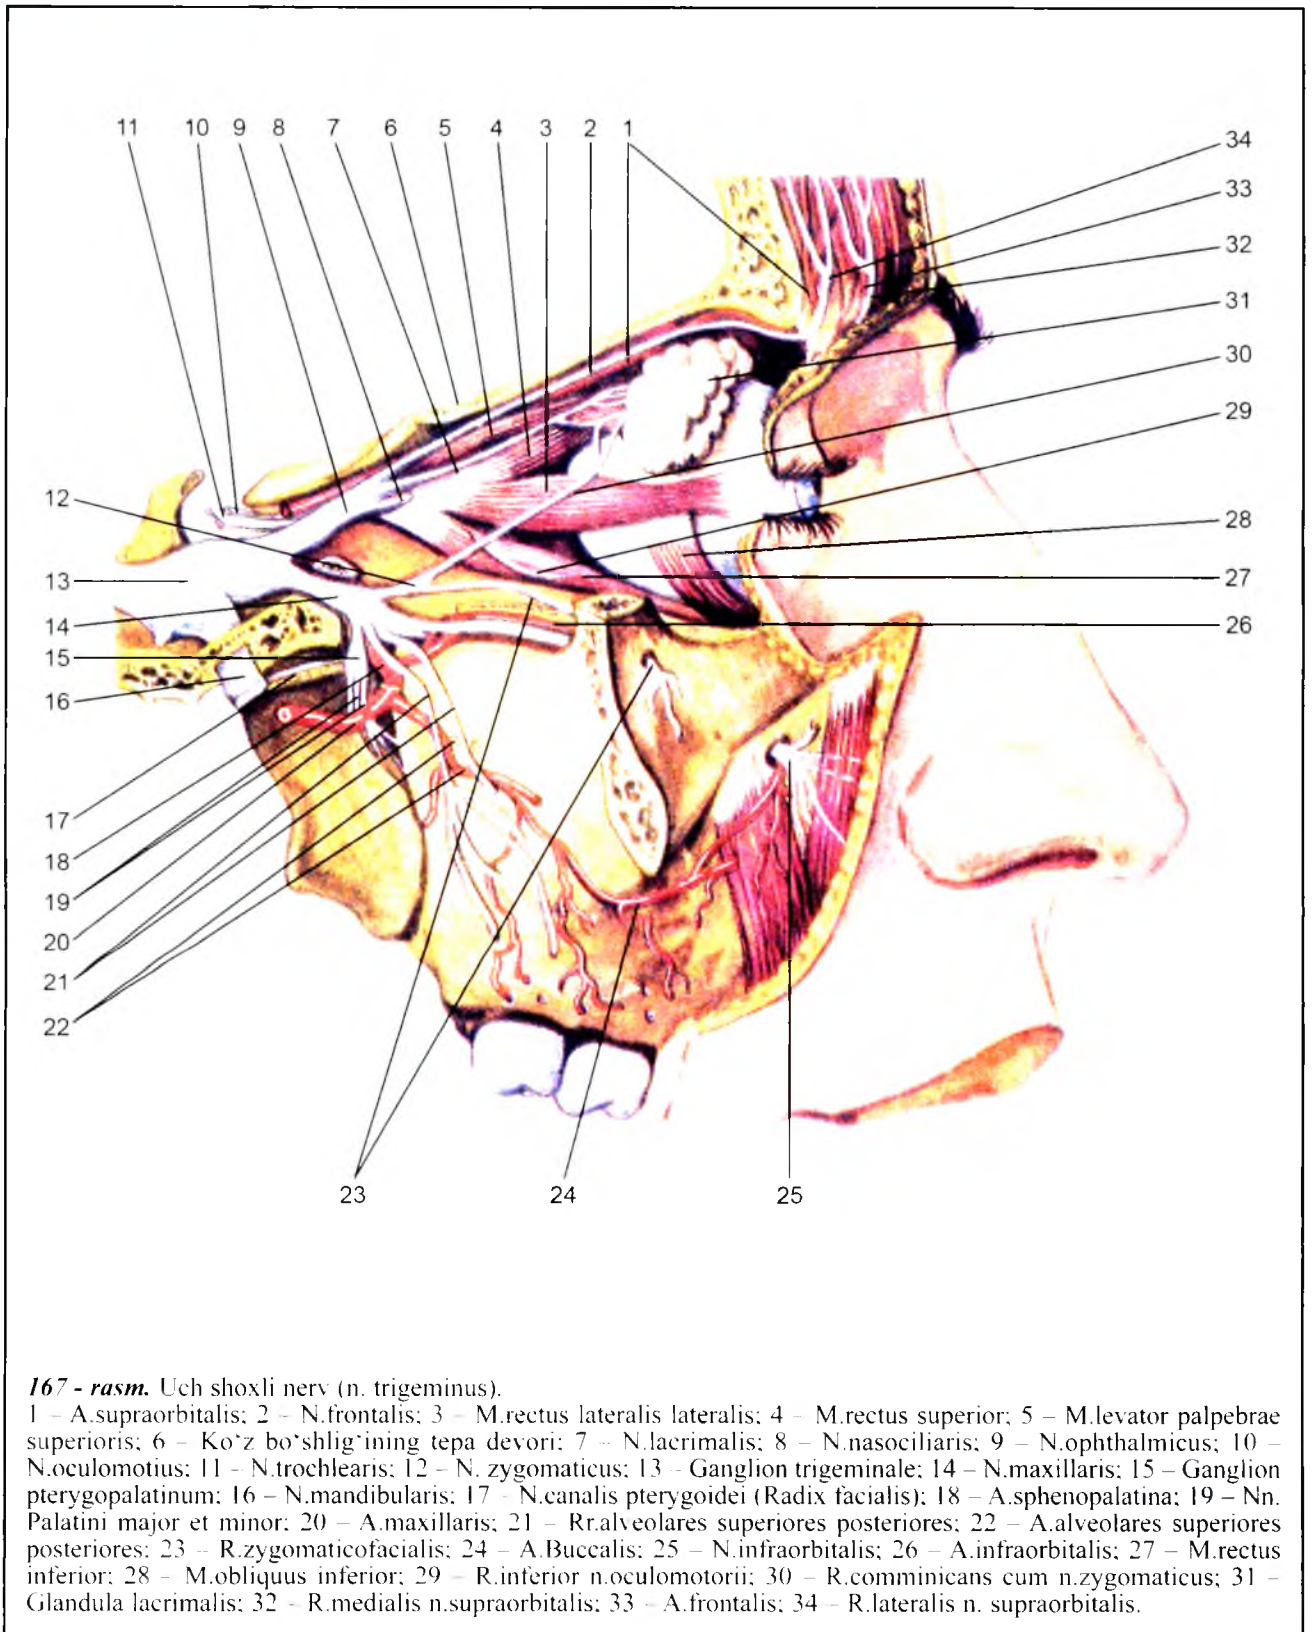 11 10 9 8 7 6 5 4 3 2 1
34
33
32
31
30
29
12
28
13
27
14
26
15
16
17
18
19
20
21
22
23 24 25
167 - rasm. Uch shoxli nerv (n. trigeminus).
1 – A.supraorbitalis; 2 – N.frontalis; 3 – M.rectus lateralis lateralis; 4 – M.rectus superior; 5 – M.levator palpebrae
superioris; 6 – Ko‘z bo‘shlig‘ining tepa devori; 7 – N.lacrimalis; 8 – N.nasociliaris; 9 – N.ophthalmicus; 10 –
N.oculomotius; 11 – N.trochlearis; 12 – N. zygomaticus; 13 – Ganglion trigeminale; 14 – N.maxillaris; 15 – Ganglion
pterygopalatinum; 16 – N.mandibularis; 17 – N.canalis pterygoidei (Radix facialis); 18 – A.sphenopalatina; 19 – Nn.
Palatini major et minor; 20 – A.maxillaris; 21 – Rr.alveolares superiores posteriores; 22 – A.alveolares superiores
posteriores; 23 – R.zygomaticofacialis; 24 – A.Buccalis; 25 – N.infraorbitalis; 26 – A.infraorbitalis; 27 – M.rectus
inferior; 28 – M.obliquus inferior; 29 – R.inferior n.oculomotorii; 30 – R.comminicans cum n.zygomaticus; 31 –
Glandula lacrimalis; 32 – R.medialis n.supraorbitalis; 33 – A.frontalis; 34 – R.lateralis n. supraorbitalis.